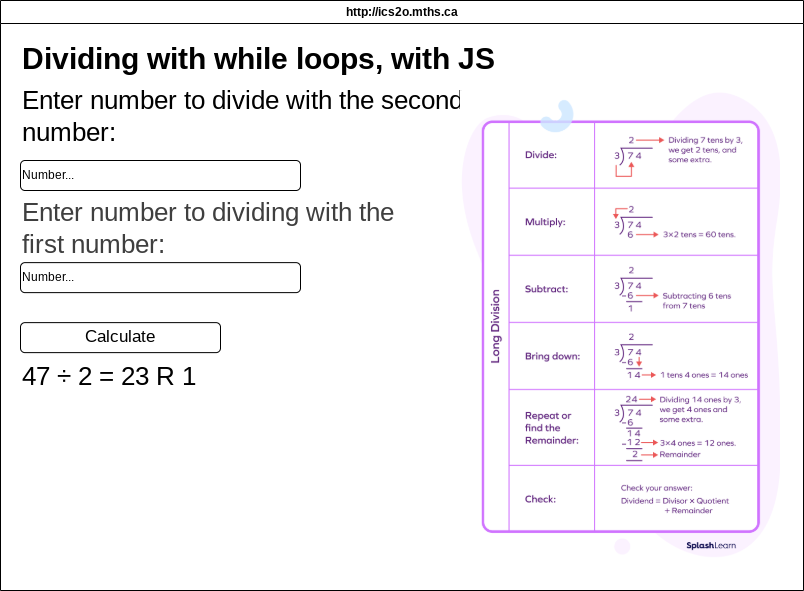 http://ics2o.mths.ca
Dividing with while loops, with JS
Enter number to divide with the second
number:
Number...
Enter number to dividing with the
first number:
Number...
Calculate
47 ÷ 2 = 23 R 1
Long Division
Divide:
2
3)74
Dividing 7 tens by 3,
we get 2 tens, and
some extra.
Multiply:
2
3)74
6
3×2 tens = 60 tens.
Subtract:
2
3)74
-6
1
Subtracting 6 tens
from 7 tens
Bring down:
2
3)74
-6
14
1 tens 4 ones = 14 ones
Repeat or
find the
Remainder:
24
3)74
-6
14
-12
2
Dividing 14 ones by 3,
we get 4 ones and
some extra.
3×4 ones = 12 ones.
Remainder
Check:
Check your answer:
Dividend = Divisor × Quotient
+ Remainder
SplashLearn